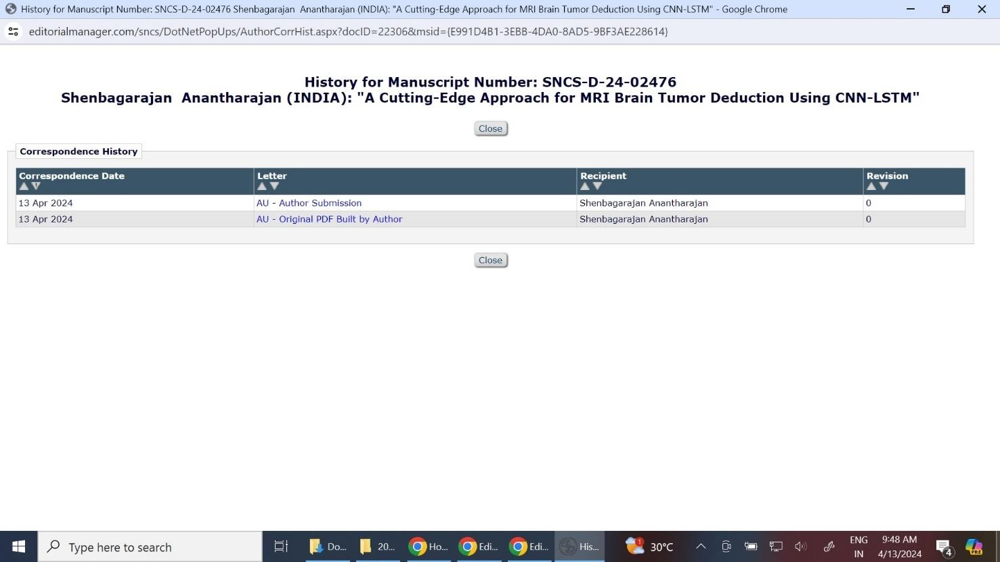 History for Manuscript Number: SNCS-D-24-02476 Shenbagarajan  Anantharajan (INDIA): "A Cutting-Edge Approach for MRI Brain Tumor Deduction Using CNN-LSTM" - Google Chrome
editorialmanager.com/sncs/DotNetPopUps/AuthorCorrHist.aspx?docID=22306&msid={E991D4B1-3EBB-4DA0-8AD5-9BF3AE228614}
History for Manuscript Number: SNCS-D-24-02476
Shenbagarajan  Anantharajan (INDIA): "A Cutting-Edge Approach for MRI Brain Tumor Deduction Using CNN-LSTM"
Close
Correspondence History
Correspondence Date Letter Recipient Revision
13 Apr 2024 AU - Author Submission Shenbagarajan Anantharajan 0
13 Apr 2024 AU - Original PDF Built by Author Shenbagarajan Anantharajan 0
Close
Type here to search Do... 20... Ho... Edi... Edi... His... 1 30°C ENG 9:48 AM 4 PRE
IN 4/13/2024